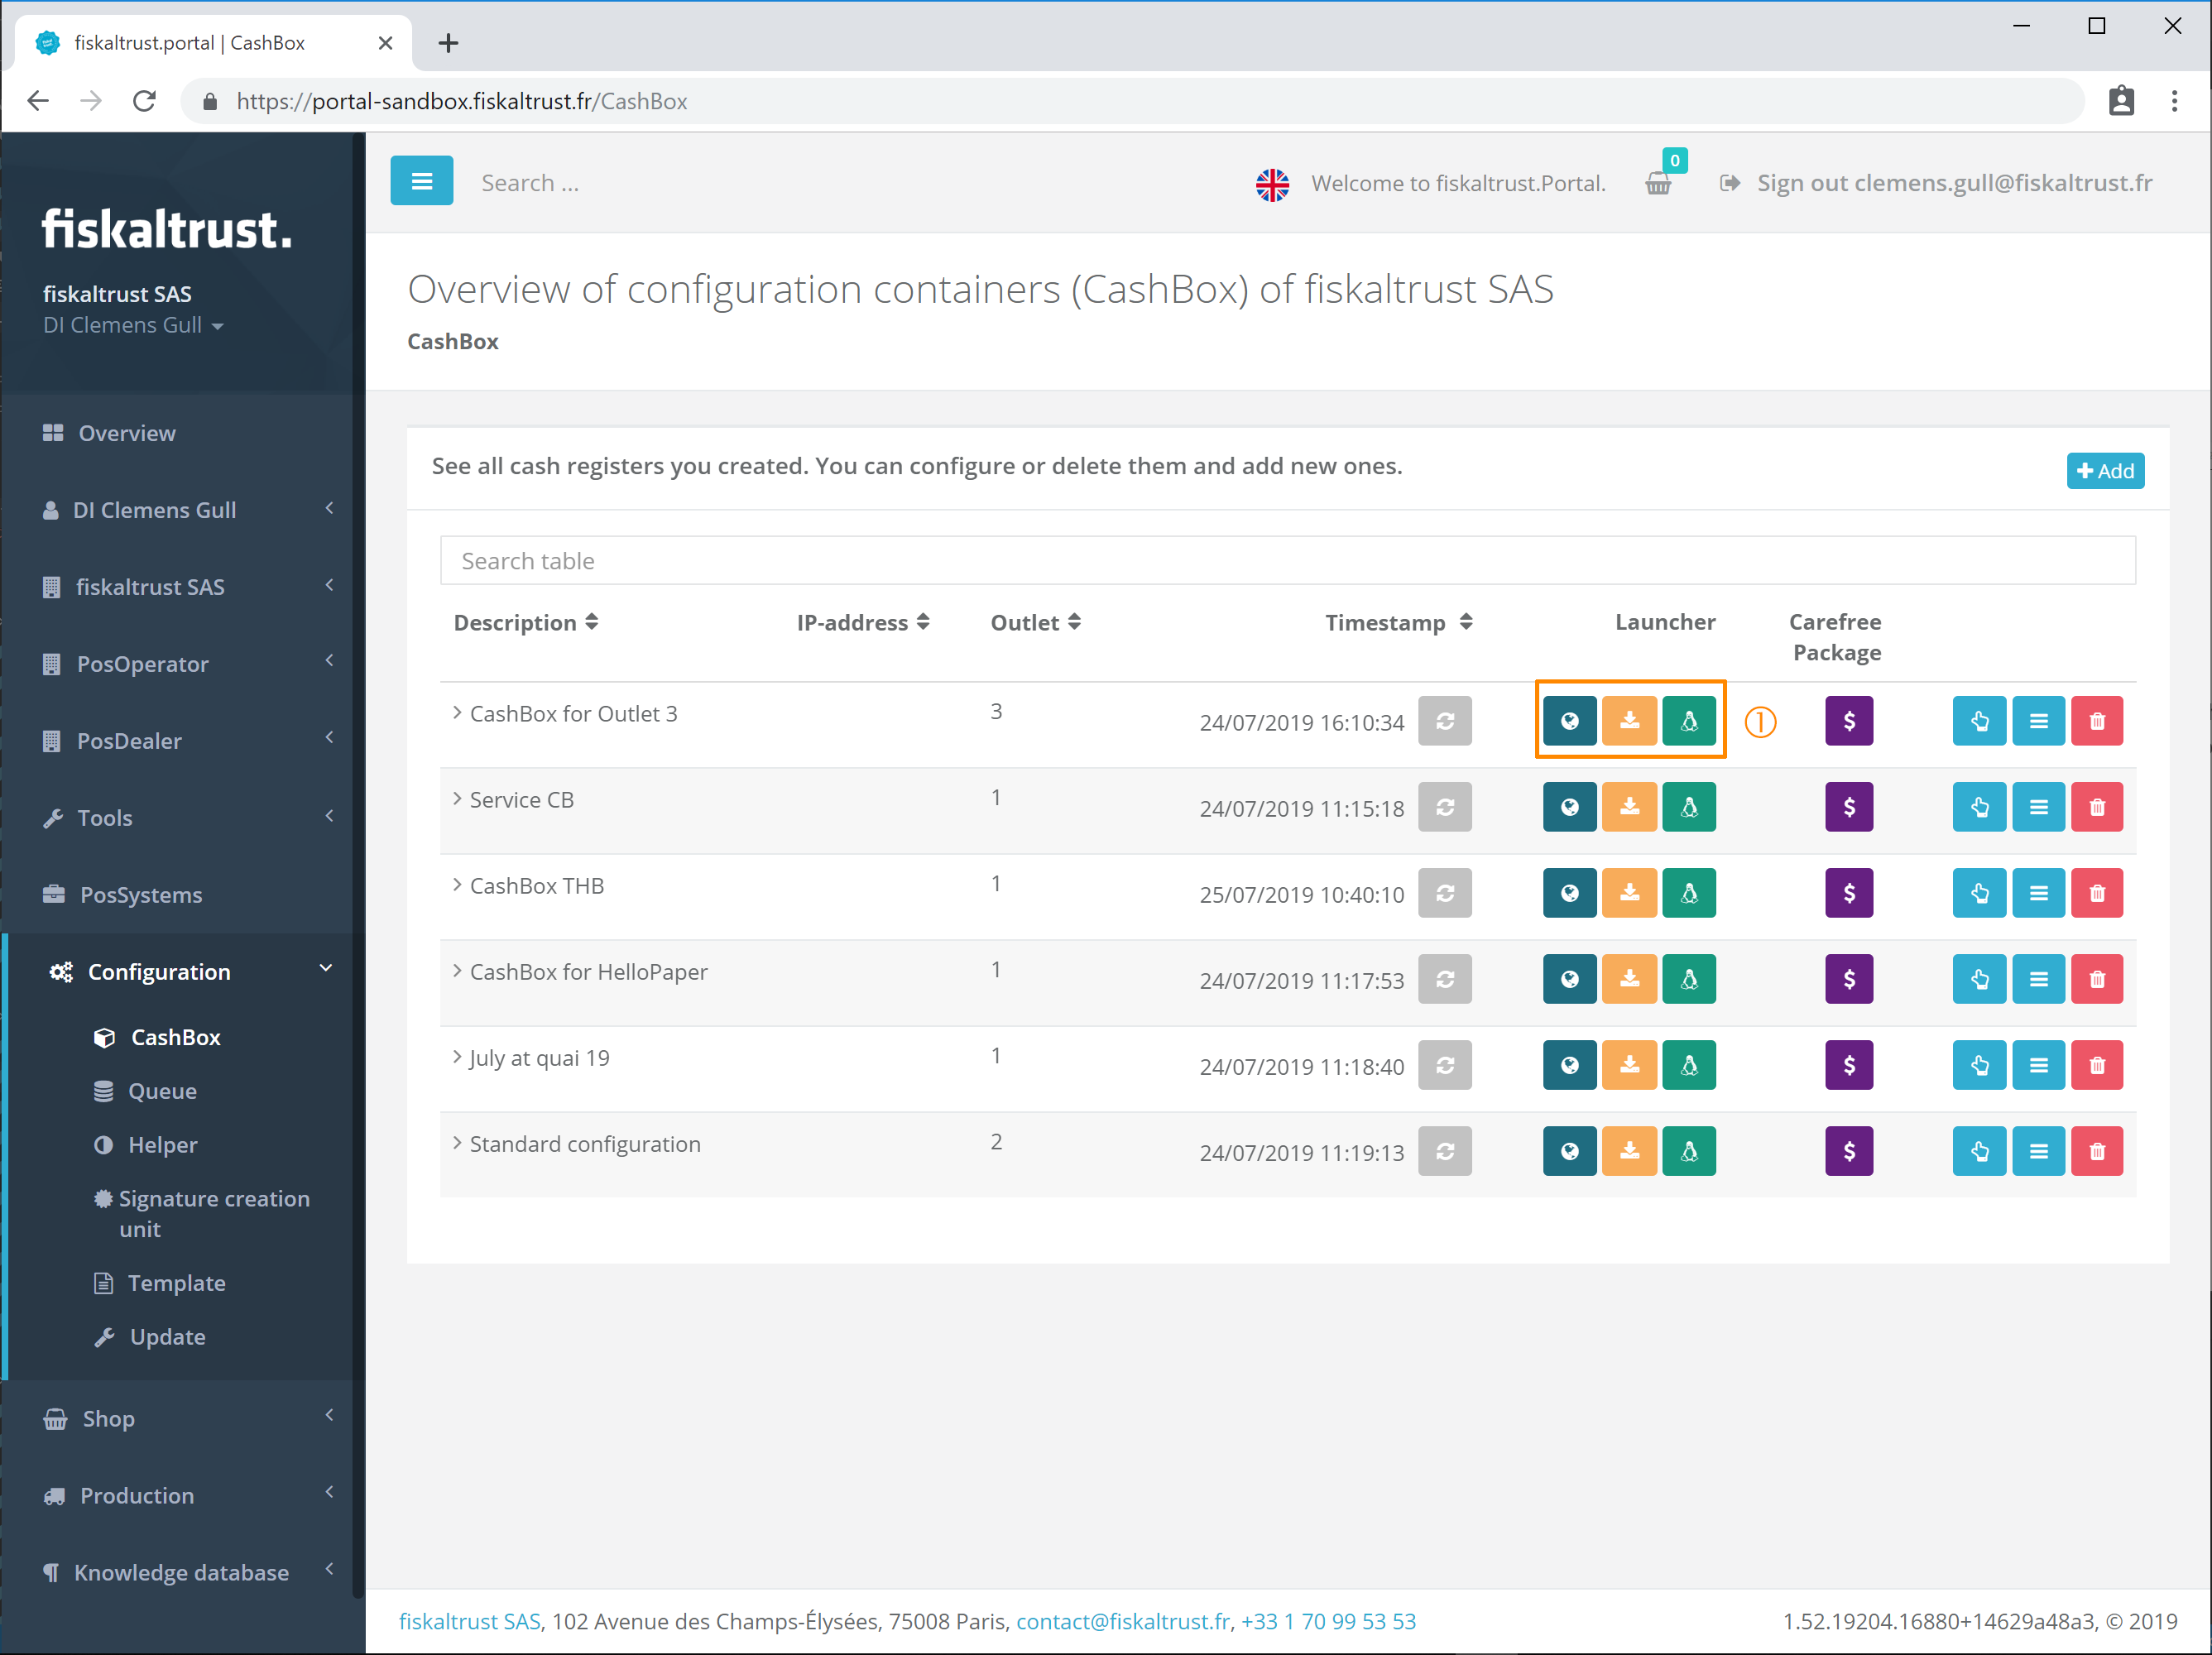 fiskaltrust.portal | CashBox
https://portal-sandbox.fiskaltrust.fr/CashBox
fiskaltrust.
fiskaltrust SAS
DI Clemens Gull
Overview
DI Clemens Gull
fiskaltrust SAS
PosOperator
PosDealer
Tools
PosSystems
Configuration
CashBox
Queue
Helper
Signature creation
unit
Template
Update
Shop
Production
Knowledge database
Search ...
Welcome to fiskaltrust.Portal.
0
Sign out clemens.gull@fiskaltrust.fr
Overview of configuration containers (CashBox) of fiskaltrust SAS
CashBox
See all cash registers you created. You can configure or delete them and add new ones.
Add
Search table
Description IP-address Outlet Timestamp Launcher Carefree
Package
CashBox for Outlet 3 3 24/07/2019 16:10:34 ① $
Service CB 1 24/07/2019 11:15:18 $
CashBox THB 1 25/07/2019 10:40:10 $
CashBox for HelloPaper 1 24/07/2019 11:17:53 $
July at quai 19 1 24/07/2019 11:18:40 $
Standard configuration 2 24/07/2019 11:19:13 $
fiskaltrust SAS, 102 Avenue des Champs-Élysées, 75008 Paris, contact@fiskaltrust.fr, +33 1 70 99 53 53
1.52.19204.16880+14629a48a3, © 2019